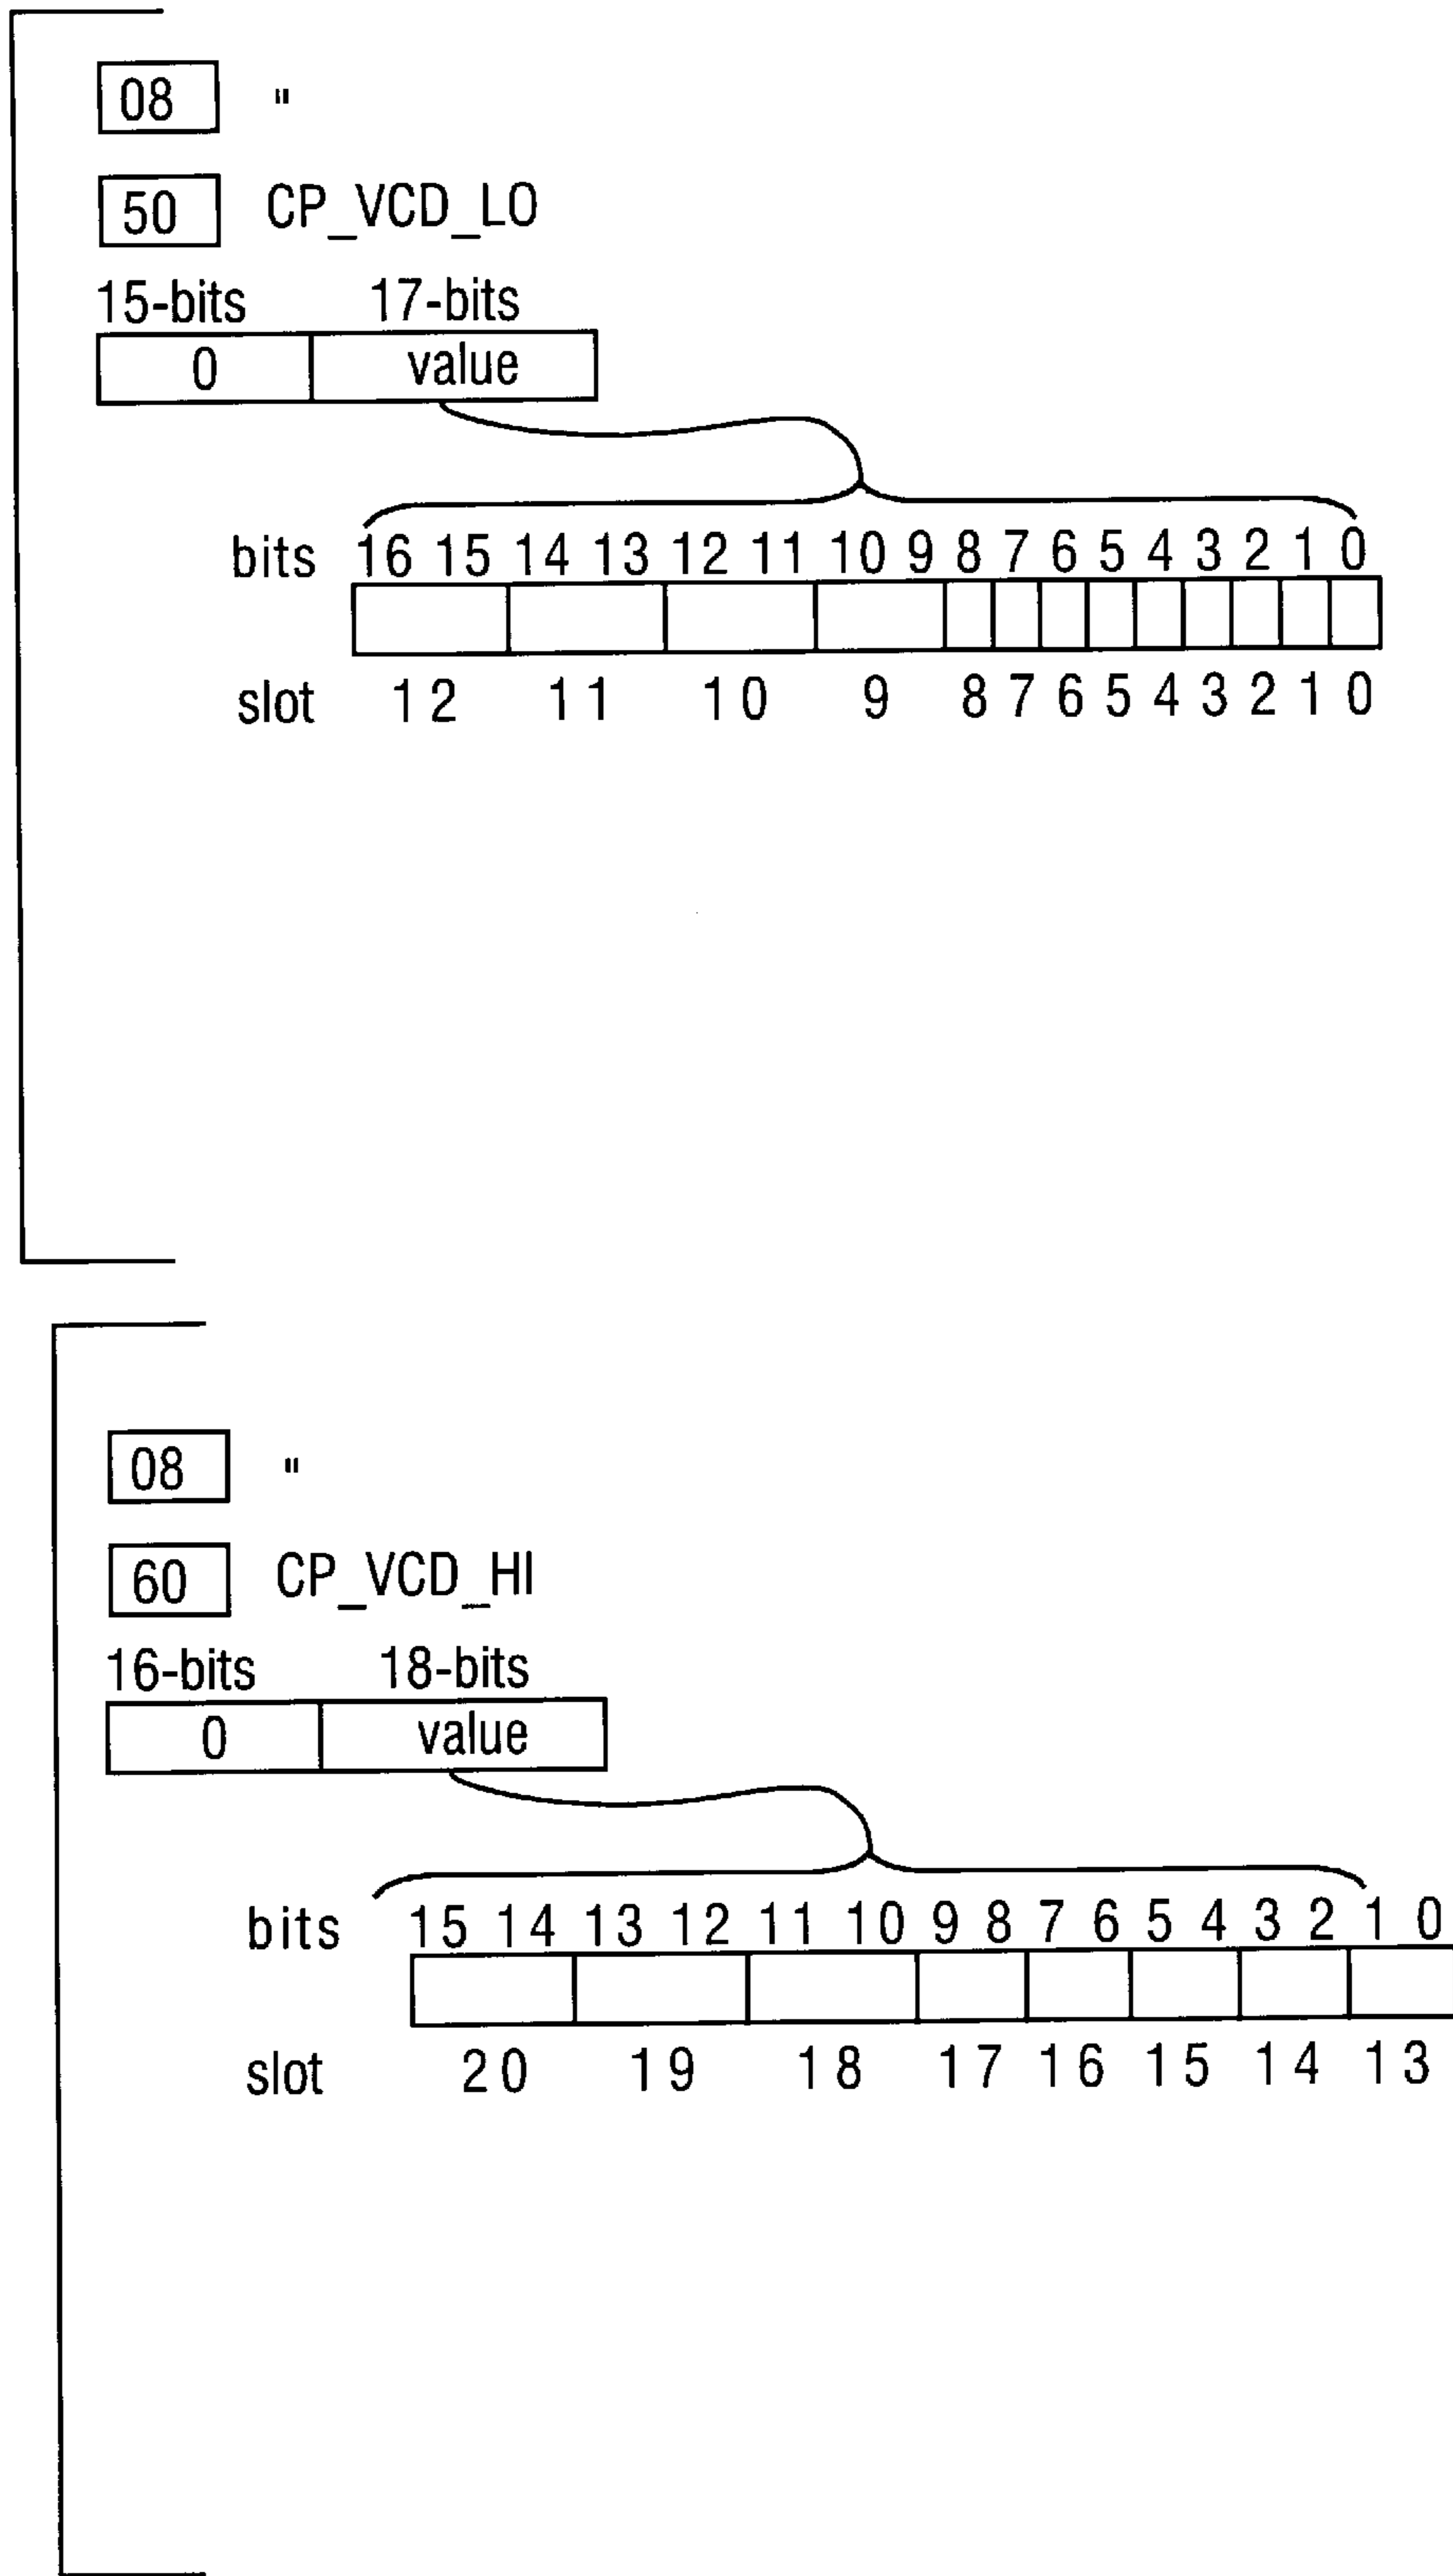 08 "
50 CP_VCD_LO
15-bits 17-bits
0 value
bits 16 15 14 13 12 11 10 9 8 7 6 5 4 3 2 1 0
slot 12 11 10 9 8 7 6 5 4 3 2 1 0
08 "
60 CP_VCD_HI
16-bits 18-bits
0 value
bits 15 14 13 12 11 10 9 8 7 6 5 4 3 2 1 0
slot 20 19 18 17 16 15 14 13